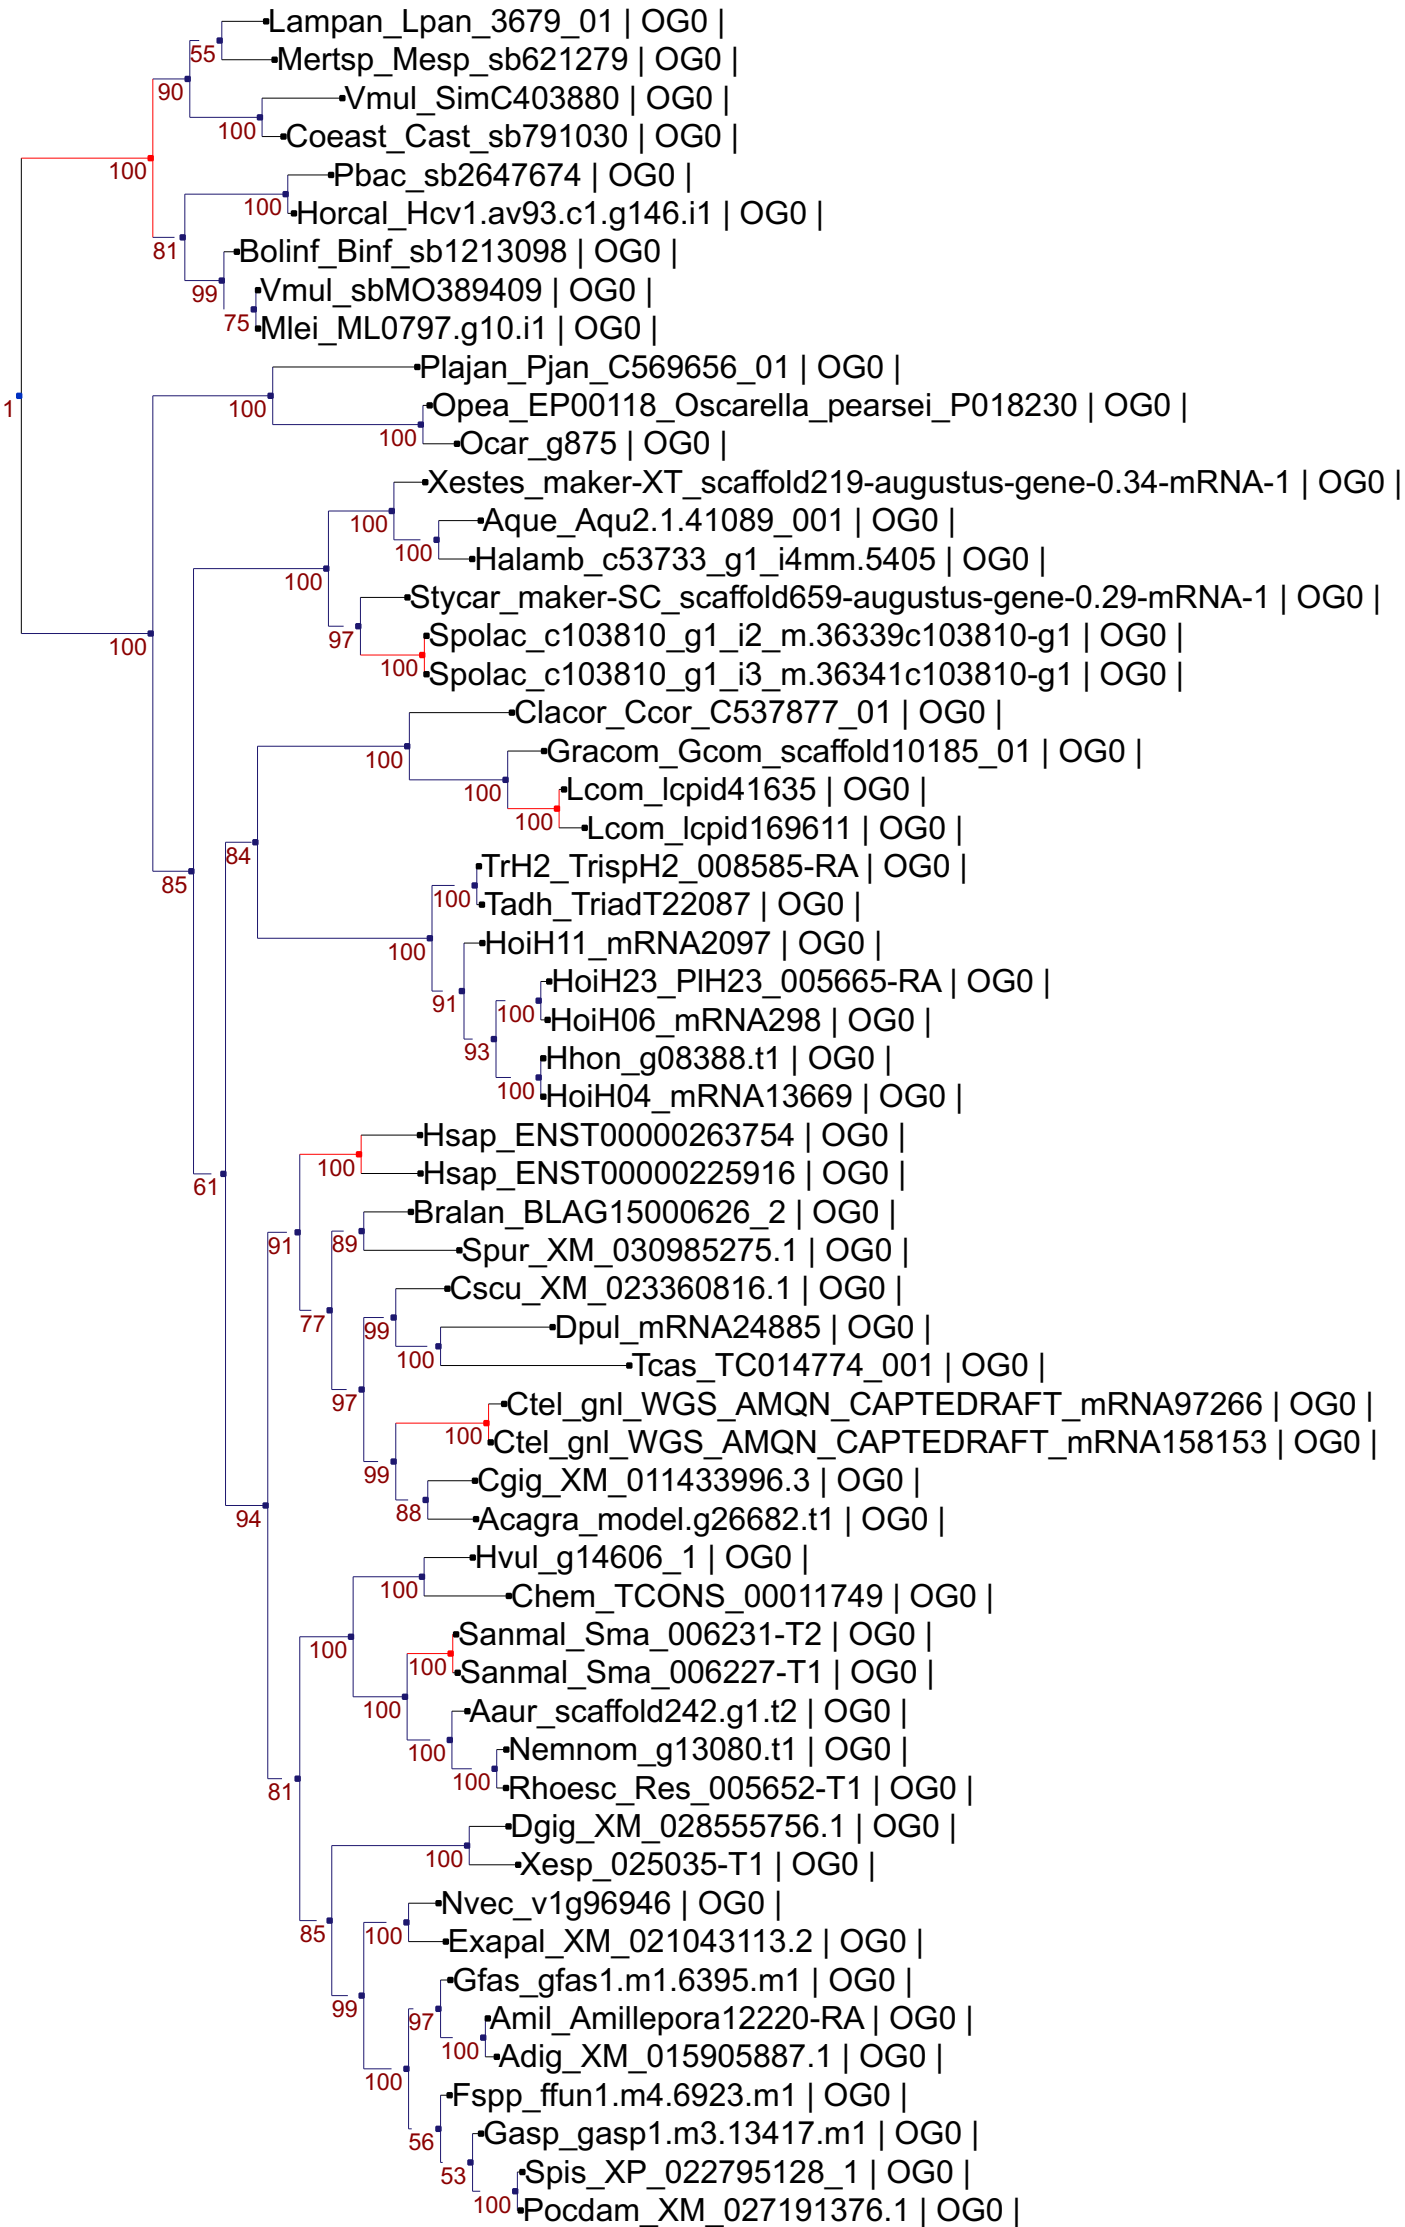 Lampan_Lpan_3679_01 | OG0 |
55
Mertsp_Mesp_sb621279 | OG0 |
90
Vmul_SimC403880 | OG0 |
100
Coeast_Cast_sb791030 | OG0 |
100
Pbac_sb2647674 | OG0 |
100
Horcal_Hcv1.av93.c1.g146.i1 | OG0 |
81
Bolinf_Binf_sb1213098 | OG0 |
99
Vmul_sbMO389409 | OG0 |
75
Mlei_ML0797.g10.i1 | OG0 |
Plajan_Pjan_C569656_01 | OG0 |
1
100
Opea_EP00118_Oscarella_pearsei_P018230 | OG0 |
100
Ocar_g875 | OG0 |
Xestes_maker-XT_scaffold219-augustus-gene-0.34-mRNA-1 | OG0 |
100
Aque_Aqu2.1.41089_001 | OG0 |
100
Halamb_c53733_g1_i4mm.5405 | OG0 |
100
Stycar_maker-SC_scaffold659-augustus-gene-0.29-mRNA-1 | OG0 |
97
100
Spolac_c103810_g1_i2_m.36339c103810-g1 | OG0 |
100
Spolac_c103810_g1_i3_m.36341c103810-g1 | OG0 |
Clacor_Ccor_C537877_01 | OG0 |
100
Gracom_Gcom_scaffold10185_01 | OG0 |
100
Lcom_lcpid41635 | OG0 |
100
Lcom_lcpid169611 | OG0 |
84
TrH2_TrispH2_008585-RA | OG0 |
85
100
Tadh_TriadT22087 | OG0 |
100
HoiH11_mRNA2097 | OG0 |
91
HoiH23_PlH23_005665-RA | OG0 |
100
HoiH06_mRNA298 | OG0 |
93
Hhon_g08388.t1 | OG0 |
100
HoiH04_mRNA13669 | OG0 |
Hsap_ENST00000263754 | OG0 |
100
Hsap_ENST00000225916 | OG0 |
61
Bralan_BLAG15000626_2 | OG0 |
91
89
Spur_XM_030985275.1 | OG0 |
Cscu_XM_023360816.1 | OG0 |
77
99
Dpul_mRNA24885 | OG0 |
100
Tcas_TC014774_001 | OG0 |
97
Ctel_gnl_WGS_AMQN_CAPTEDRAFT_mRNA97266 | OG0 |
100
Ctel_gnl_WGS_AMQN_CAPTEDRAFT_mRNA158153 | OG0 |
99
Cgig_XM_011433996.3 | OG0 |
88
94
Acagra_model.g26682.t1 | OG0 |
Hvul_g14606_1 | OG0 |
100
Chem_TCONS_00011749 | OG0 |
Sanmal_Sma_006231-T2 | OG0 |
100
100
Sanmal_Sma_006227-T1 | OG0 |
100
Aaur_scaffold242.g1.t2 | OG0 |
100
Nemnom_g13080.t1 | OG0 |
100
81
Rhoesc_Res_005652-T1 | OG0 |
Dgig_XM_028555756.1 | OG0 |
100
Xesp_025035-T1 | OG0 |
Nvec_v1g96946 | OG0 |
85
100
Exapal_XM_021043113.2 | OG0 |
Gfas_gfas1.m1.6395.m1 | OG0 |
99
97
Amil_Amillepora12220-RA | OG0 |
100
Adig_XM_015905887.1 | OG0 |
100
Fspp_ffun1.m4.6923.m1 | OG0 |
56
Gasp_gasp1.m3.13417.m1 | OG0 |
53
Spis_XP_022795128_1 | OG0 |
100
Pocdam_XM_027191376.1 | OG0 |